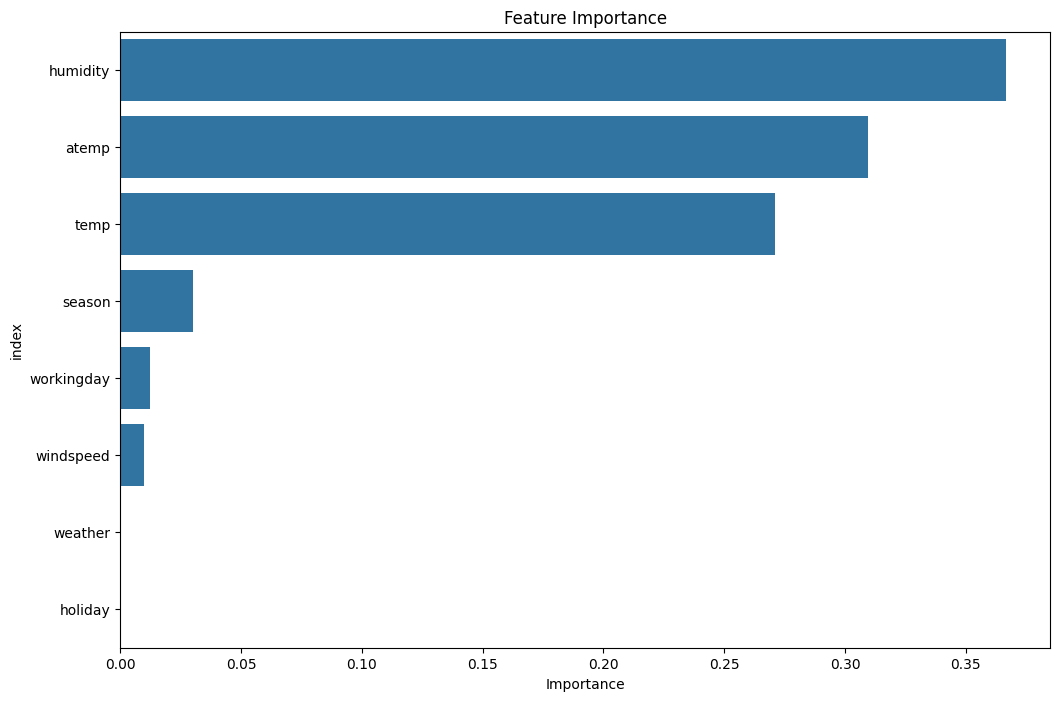 Feature Importance
humidity
atemp
temp
season
workingday
windspeed
weather
holiday
index
0.00 0.05 0.10 0.15 0.20 0.25 0.30 0.35
Importance